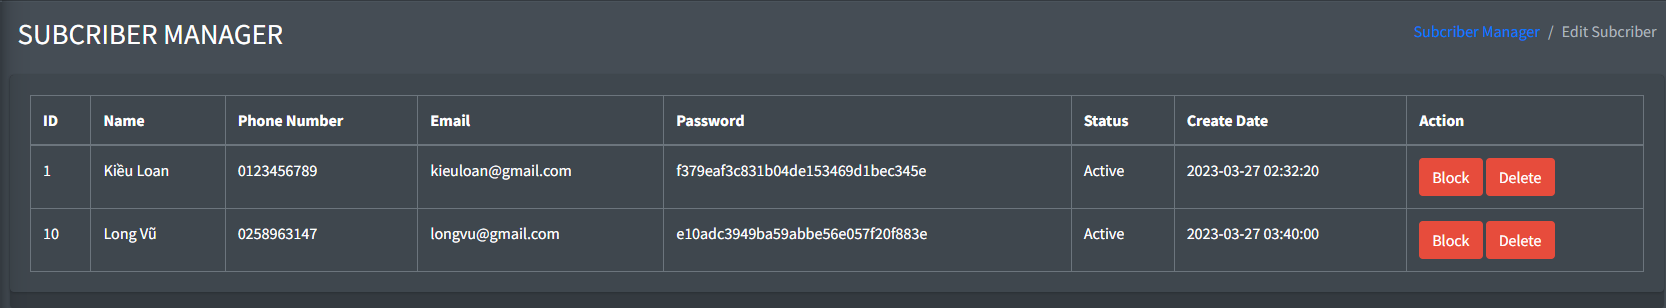 SUBCRIBER MANAGER
Subcriber Manager / Edit Subcriber
ID Name Phone Number Email Password Status Create Date Action
1 Kiều Loan 0123456789 kieuloan@gmail.com f379eaf3c831b04de153469d1bec345e Active 2023-03-27 02:32:20 Block Delete
10 Long Vũ 0258963147 longvu@gmail.com e10adc3949ba59abbe56e057f20f883e Active 2023-03-27 03:40:00 Block Delete